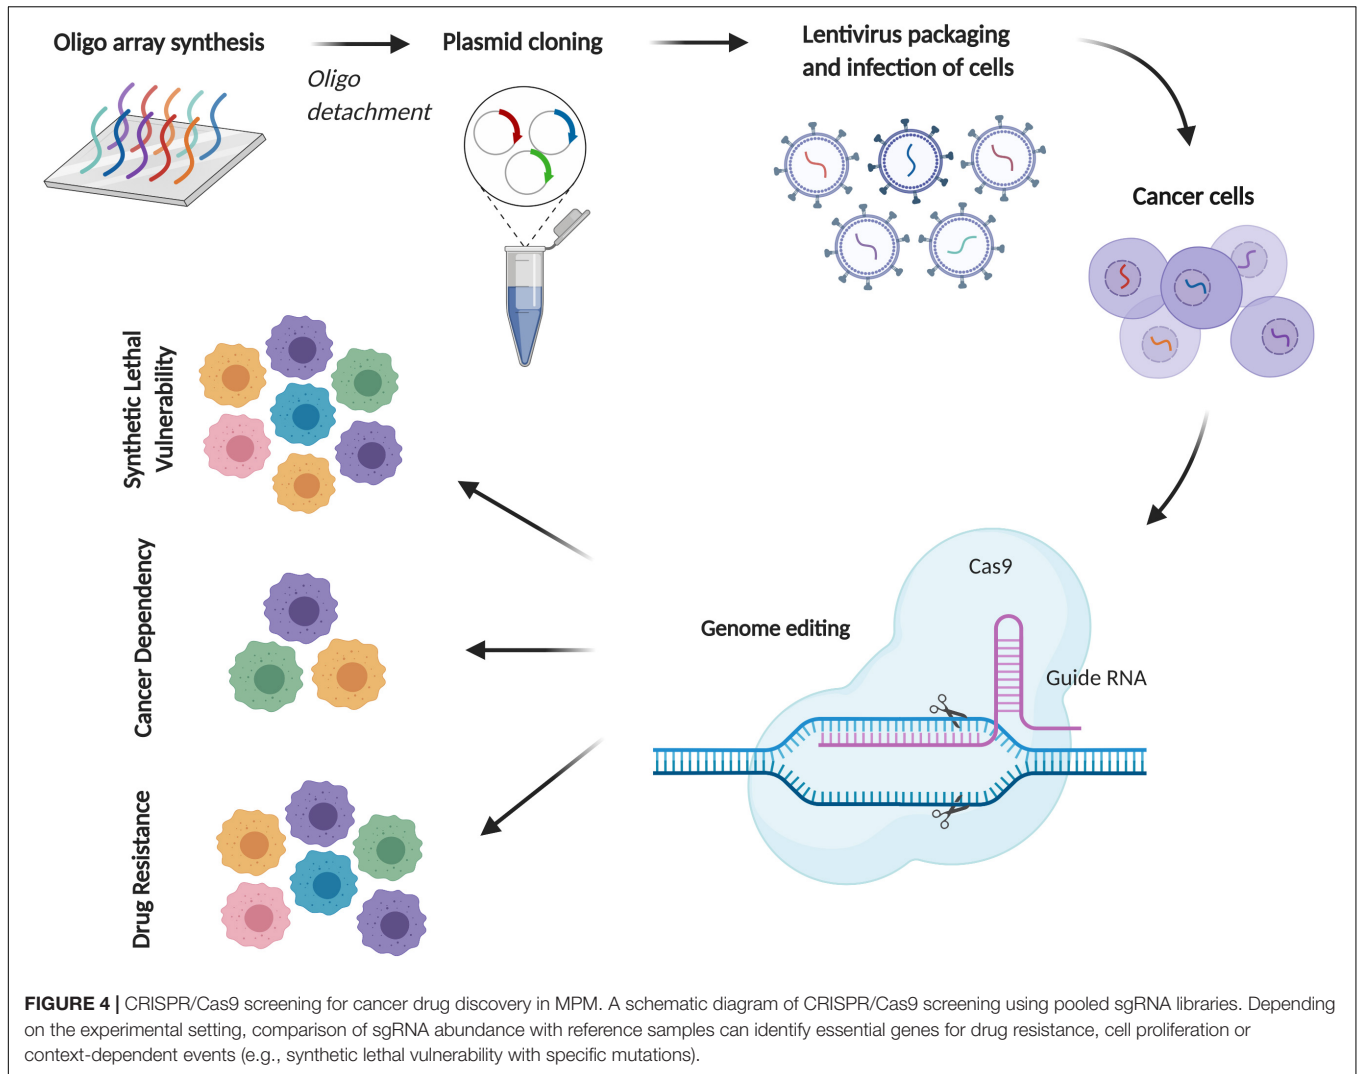 Oligo array synthesis
Oligo
detachment
Plasmid cloning
Lentivirus packaging
and infection of cells
Cancer cells
Synthetic Lethal
Vulnerability
Cancer Dependency
Drug Resistance
Genome editing
Cas9
Guide RNA
FIGURE 4 | CRISPR/Cas9 screening for cancer drug discovery in MPM. A schematic diagram of CRISPR/Cas9 screening using pooled sgRNA libraries. Depending
on the experimental setting, comparison of sgRNA abundance with reference samples can identify essential genes for drug resistance, cell proliferation or
context-dependent events (e.g., synthetic lethal vulnerability with specific mutations).